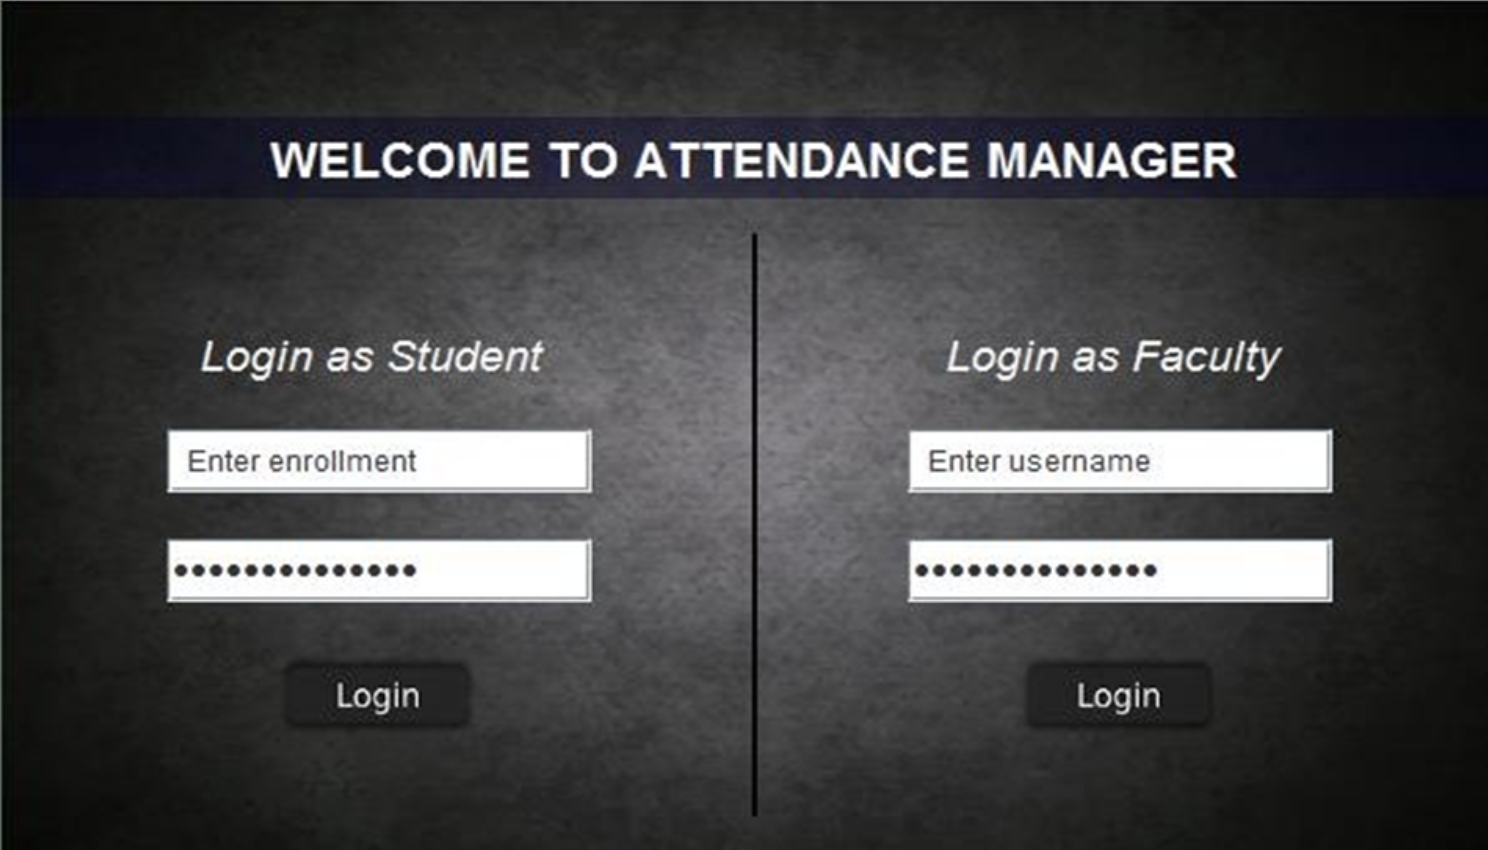 WELCOME TO ATTENDANCE MANAGER
Login as Student
Enter enrollment
••••••••••••••
Login
Login as Faculty
Enter username
••••••••••••••
Login